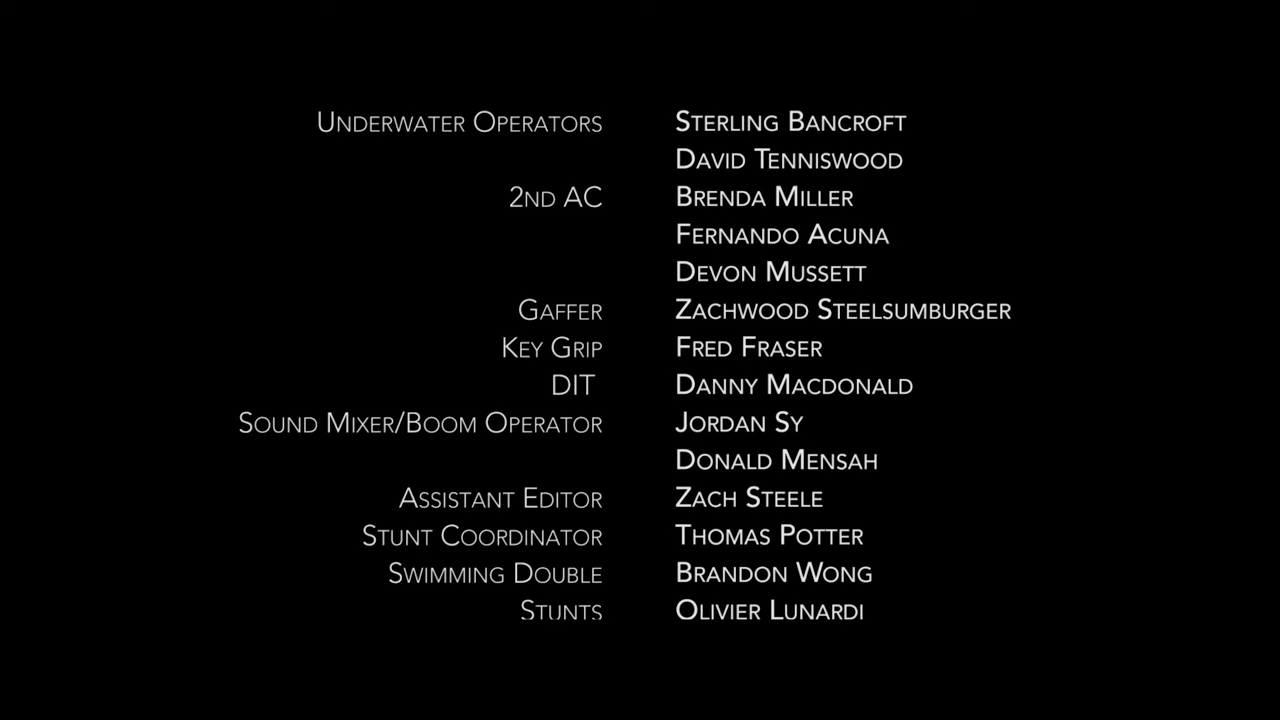 Underwater Operators Sterling Bancroft
David Tenniswood
2nd AC Brenda Miller
Fernando Acuna
Devon Mussett
Gaffer Zachwood Steelsumburger
Key Grip Fred Fraser
DIT Danny Macdonald
Sound Mixer/Boom Operator Jordan Sy
Donald Mensah
Assistant Editor Zach Steele
Stunt Coordinator Thomas Potter
Swimming Double Brandon Wong
Stunts Olivier Lunardi